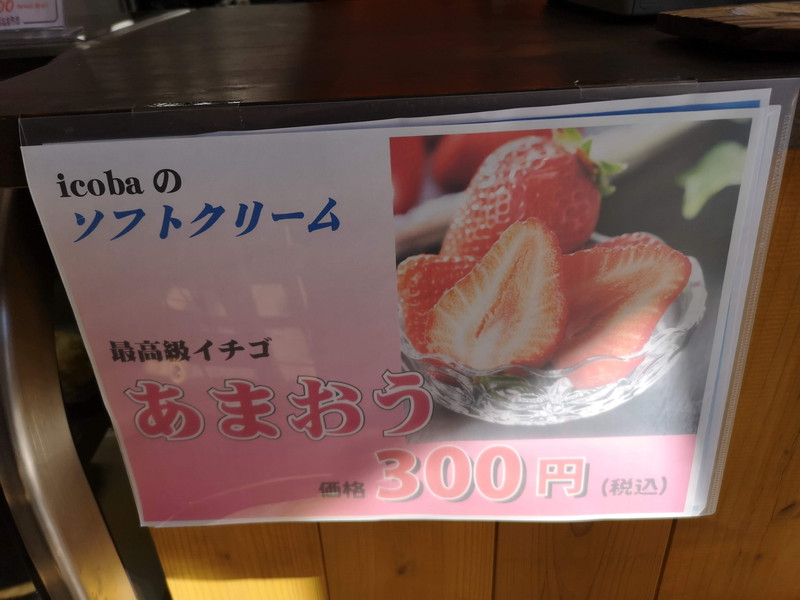 icobaの
ソフトクリーム
最高級イチゴ
あまおう
価格 300円 (税込)